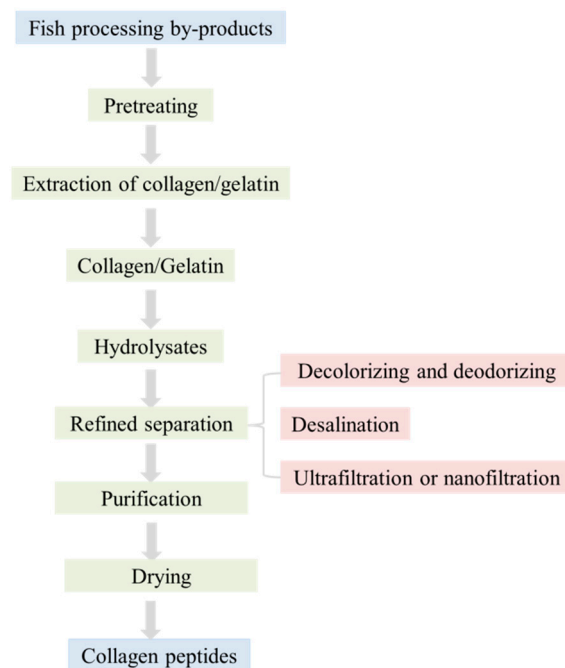 Fish processing by-products
Pretreating
Extraction of collagen/gelatin
Collagen/Gelatin
Hydrolysates
Decolorizing and deodorizing
Refined separation
Desalination
Ultrafiltration or nanofiltration
Purification
Drying
Collagen peptides